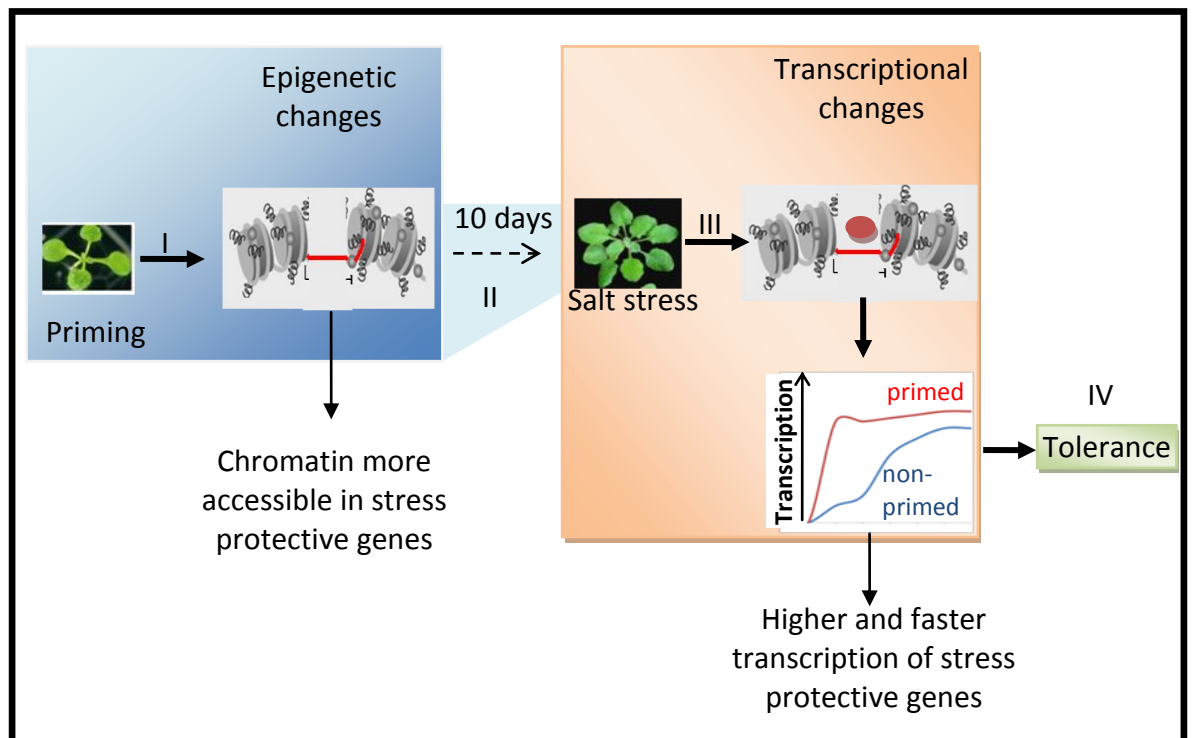 Epigenetic
changes
Transcriptional
changes
I
10 days
II
III
Priming
Salt stress
Chromatin more
accessible in stress
protective genes
Transcription
primed
non-
primed
IV
Tolerance
Higher and faster
transcription of stress
protective genes